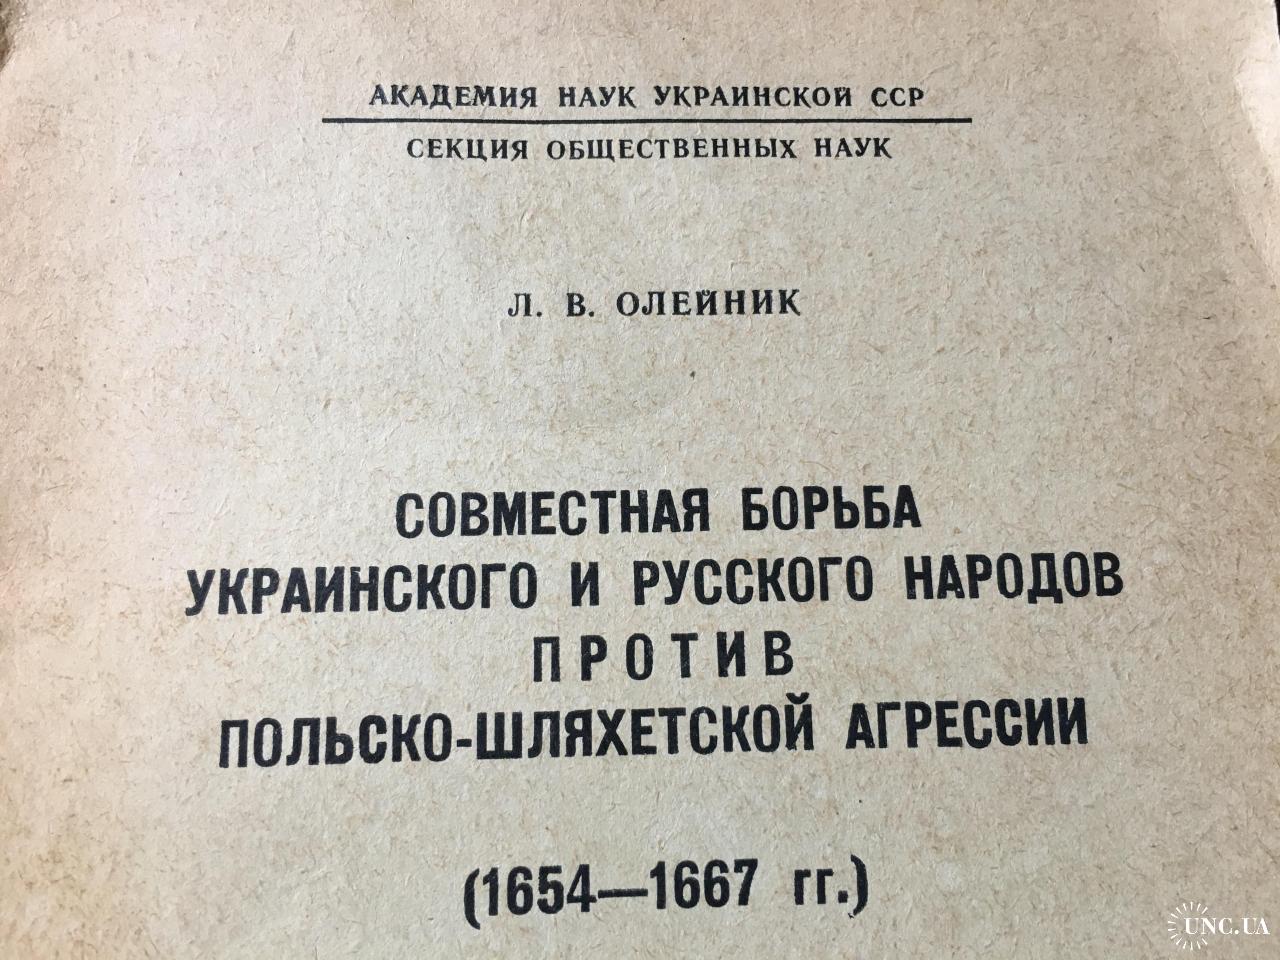 АКАДЕМИЯ НАУК УКРАИНСКОЙ ССР
СЕКЦИЯ ОБЩЕСТВЕННЫХ НАУК
Л. В. ОЛЕЙНИК
СОВМЕСТНАЯ БОРЬБА
УКРАИНСКОГО И РУССКОГО НАРОДОВ
ПРОТИВ
ПОЛЬСКО-ШЛЯХЕТСКОЙ АГРЕССИИ
(1654—1667 гг.)
UNC.UA